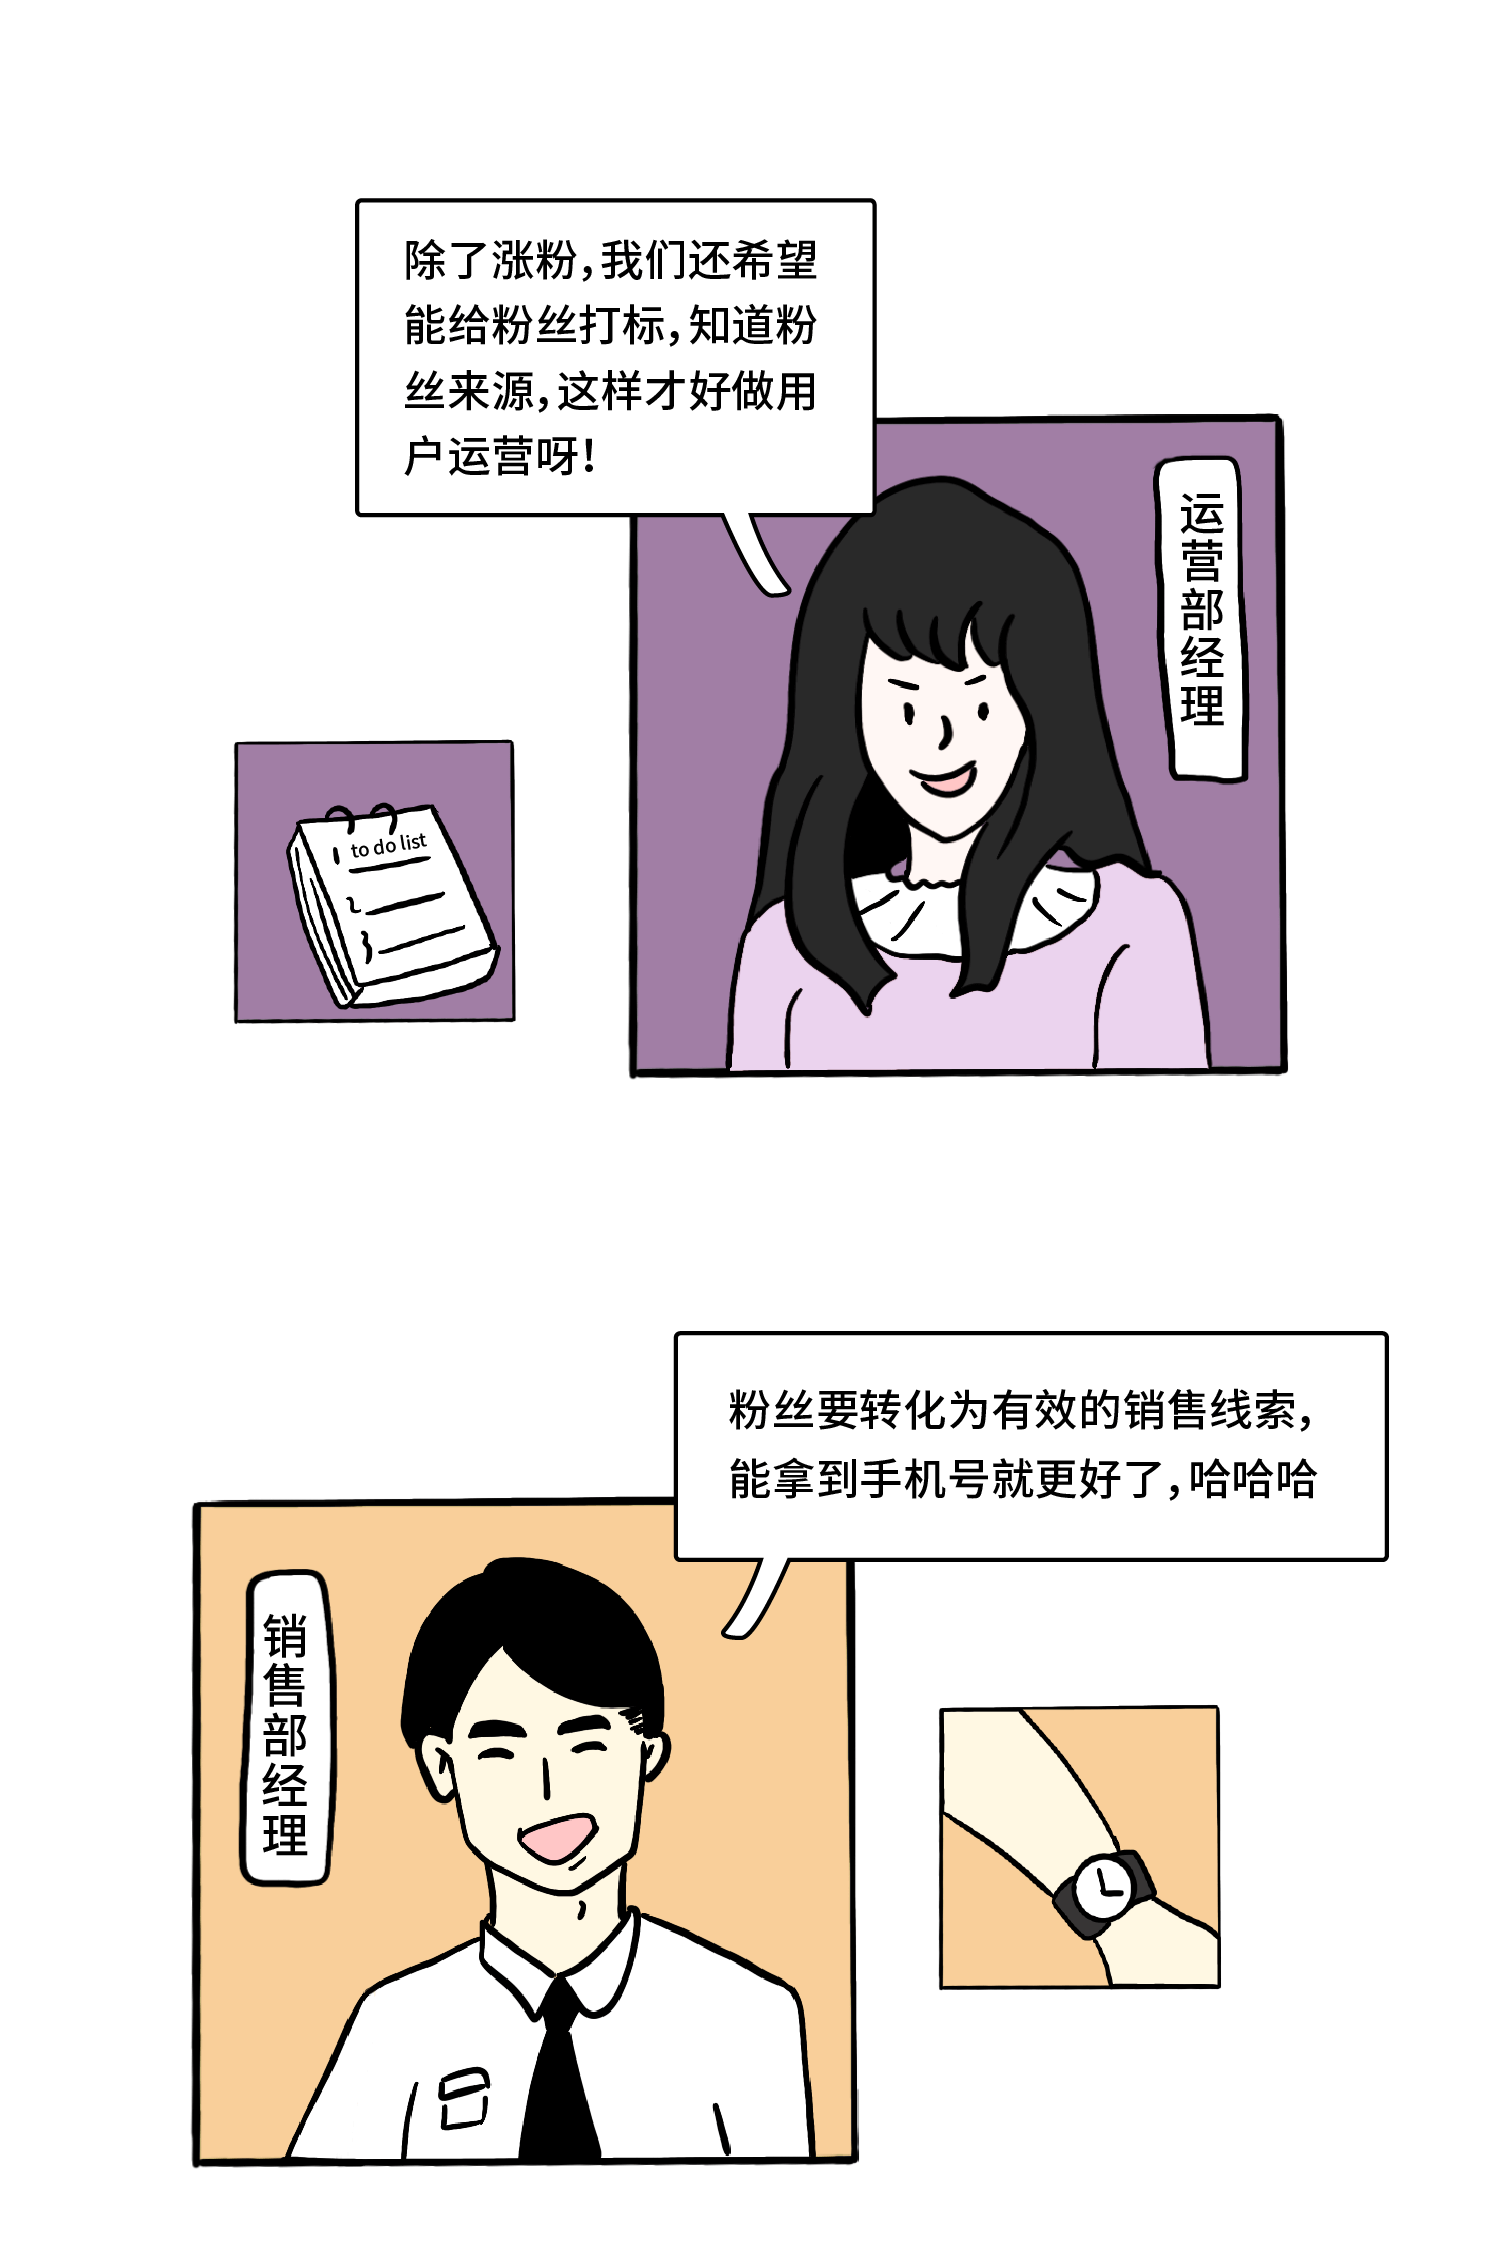 除了涨粉，我们还希望
能给粉丝打标，知道粉
丝来源，这样才好做用
户运营呀！
运营部经理
to do list
粉丝要转化为有效的销售线索，
能拿到手机号就更好了，哈哈哈
销售部经理